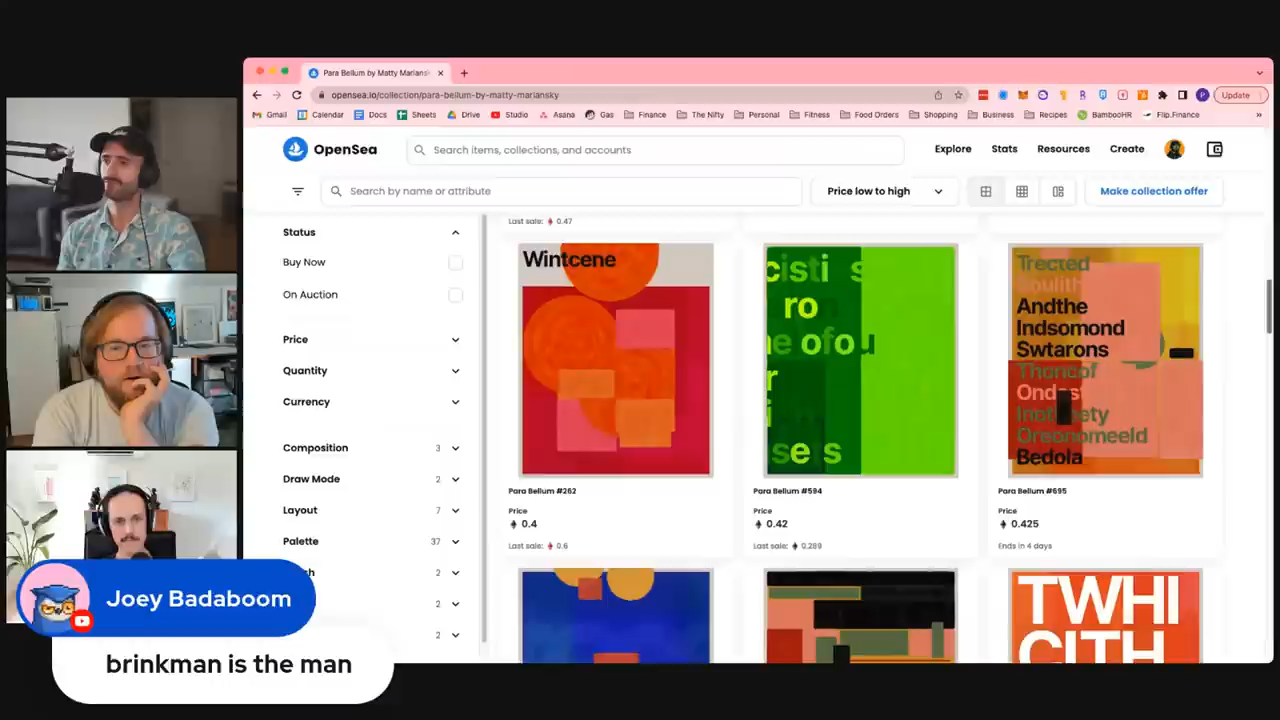 Para Bellum by Matty Mariansk
opensea.io/collection/para-bellum-by-matty-mariansky
Update
Gmail Calendar Docs Sheets Drive Studio Asana Gas Finance The Nifty Personal Fitness Food Orders Shopping Business Recipes BambooHR Flip.Finance »
OpenSea
Search items, collections, and accounts
Explore Stats Resources Create
Search by name or attribute
Price low to high
Make collection offer
Status
Buy Now
On Auction
Price
Quantity
Currency
Composition 3
Draw Mode 2
Layout 7
Palette 37
h 2
2
2
Last sale: 0.47
Wintcene
Para Bellum #262
Price
0.4
Last sale: 0.6
cisti s
ro
e ofou
r
se s
Para Bellum #594
Price
0.42
Last sale: 0.289
Trected
Soulith
Andthe
Indsomond
Swtarons
Thoncof
Ondest
Dreonomeeld
Bedola
Para Bellum #695
Price
0.425
Ends in 4 days
TWHI
CITH
Joey Badaboom
brinkman is the man